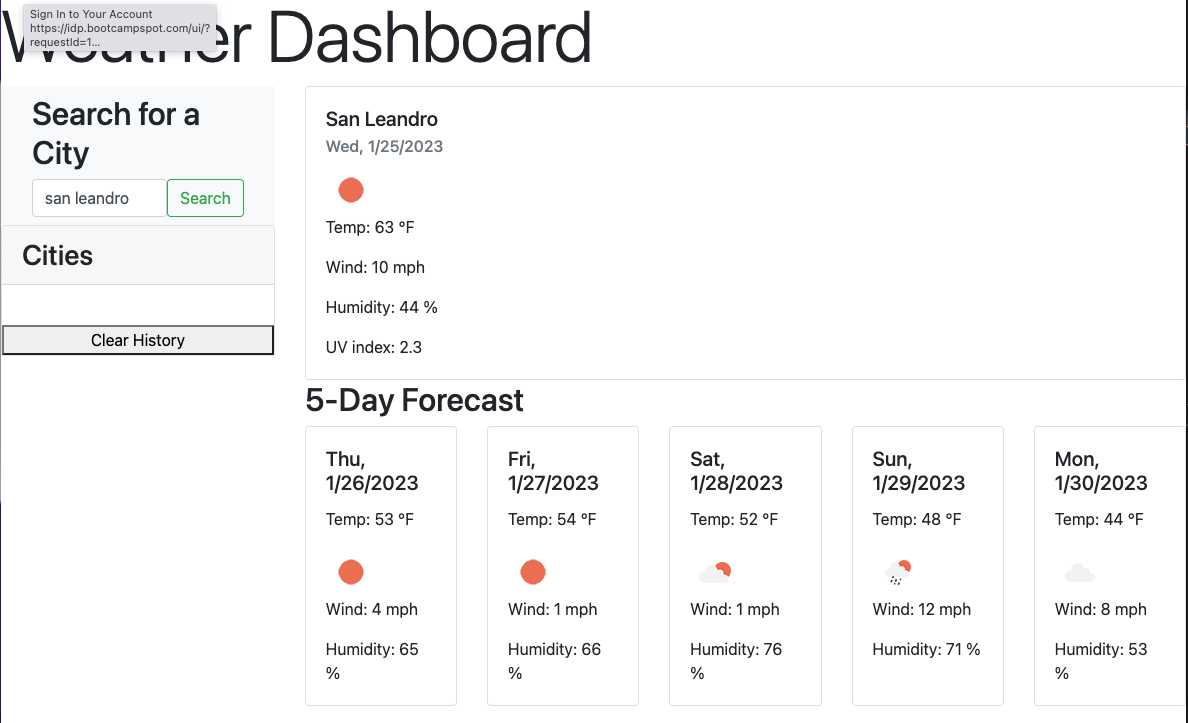 Sign In to Your Account
https://idp.bootcampspot.com/ui/?
requestId=1...
Weather Dashboard
Search for a
City
san leandro
Search
Cities
Clear History
San Leandro
Wed, 1/25/2023
Temp: 63 °F
Wind: 10 mph
Humidity: 44 %
UV index: 2.3
5-Day Forecast
Thu,
1/26/2023
Temp: 53 °F
Wind: 4 mph
Humidity: 65
%
Fri,
1/27/2023
Temp: 54 °F
Wind: 1 mph
Humidity: 66
%
Sat,
1/28/2023
Temp: 52 °F
Wind: 1 mph
Humidity: 76
%
Sun,
1/29/2023
Temp: 48 °F
Wind: 12 mph
Humidity: 71 %
Mon,
1/30/2023
Temp: 44 °F
Wind: 8 mph
Humidity: 53
%